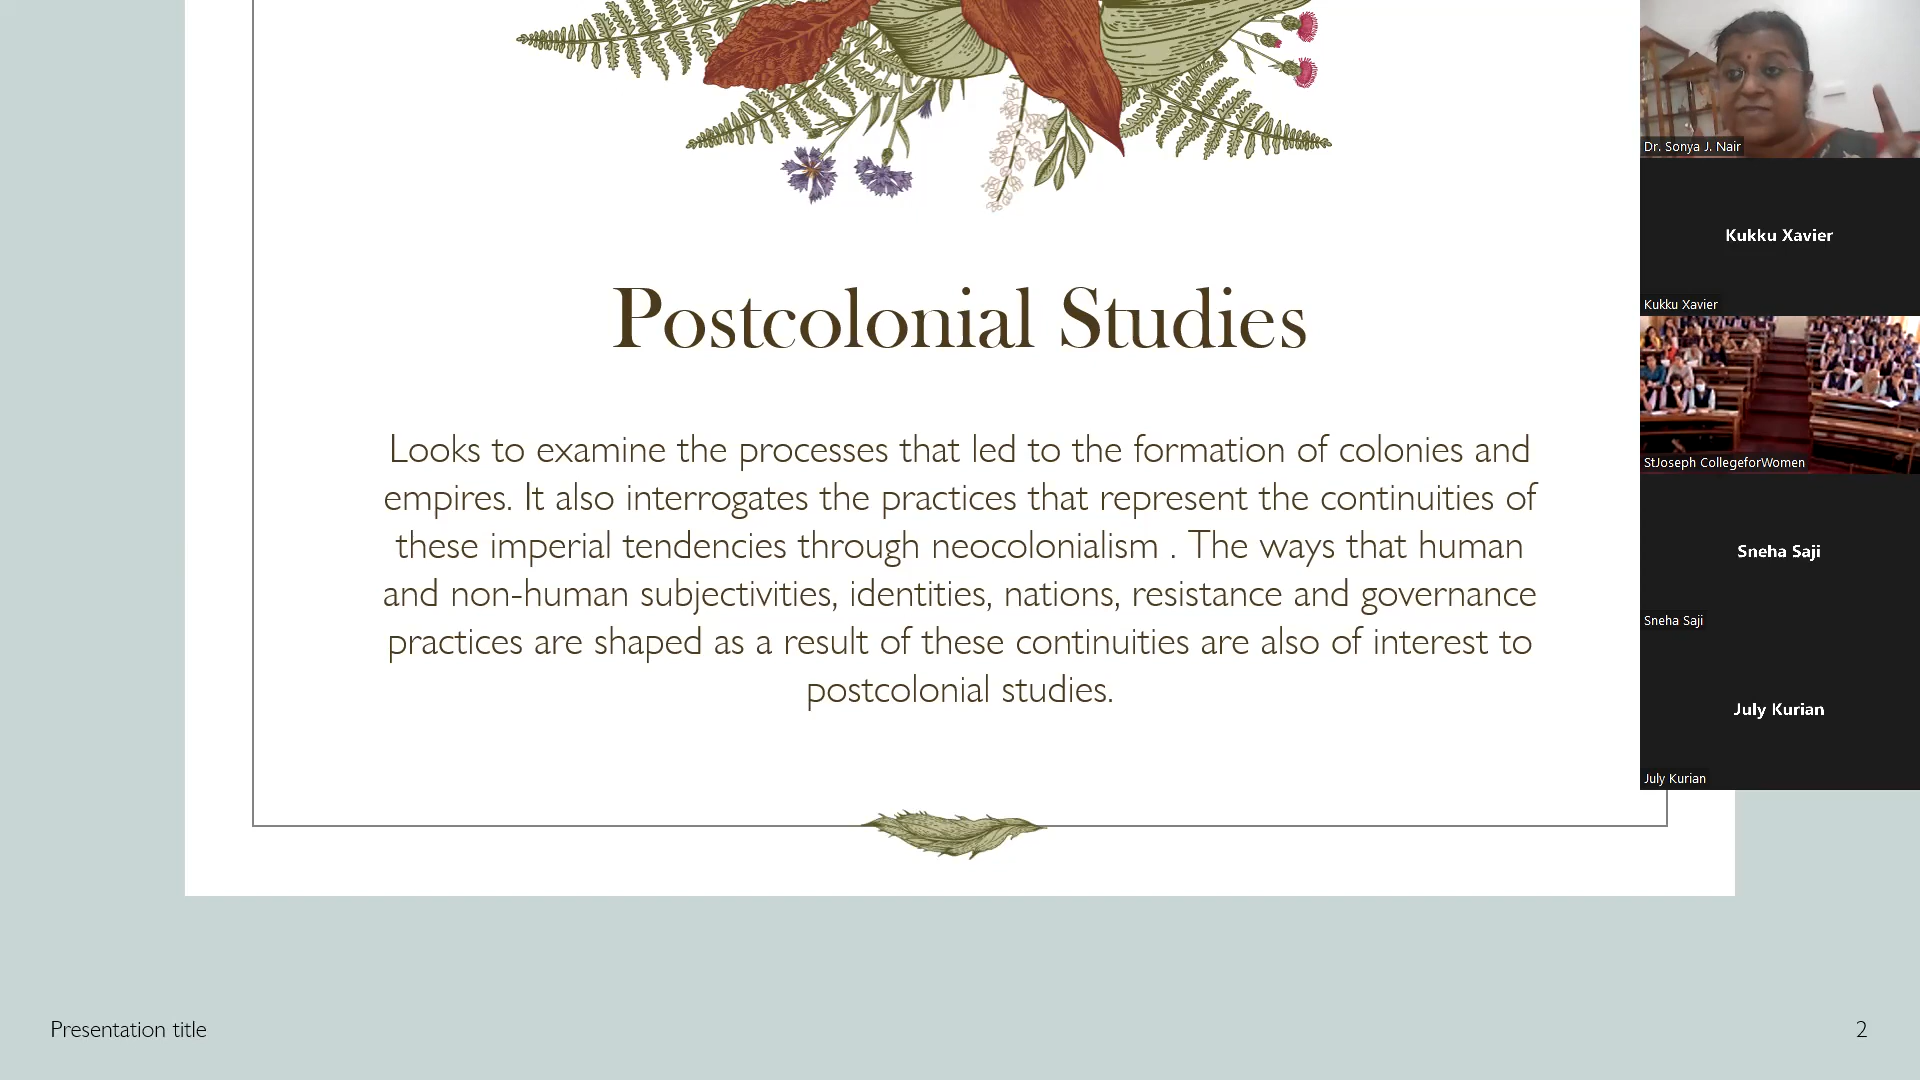 Postcolonial Studies
Looks to examine the processes that led to the formation of colonies and
empires. It also interrogates the practices that represent the continuities of
these imperial tendencies through neocolonialism . The ways that human
and non-human subjectivities, identities, nations, resistance and governance
practices are shaped as a result of these continuities are also of interest to
postcolonial studies.
Presentation title
2
Dr. Sonya J. Nair
Kukku Xavier
Kukku Xavier
StJoseph CollegeforWomen
Sneha Saji
Sneha Saji
July Kurian
July Kurian